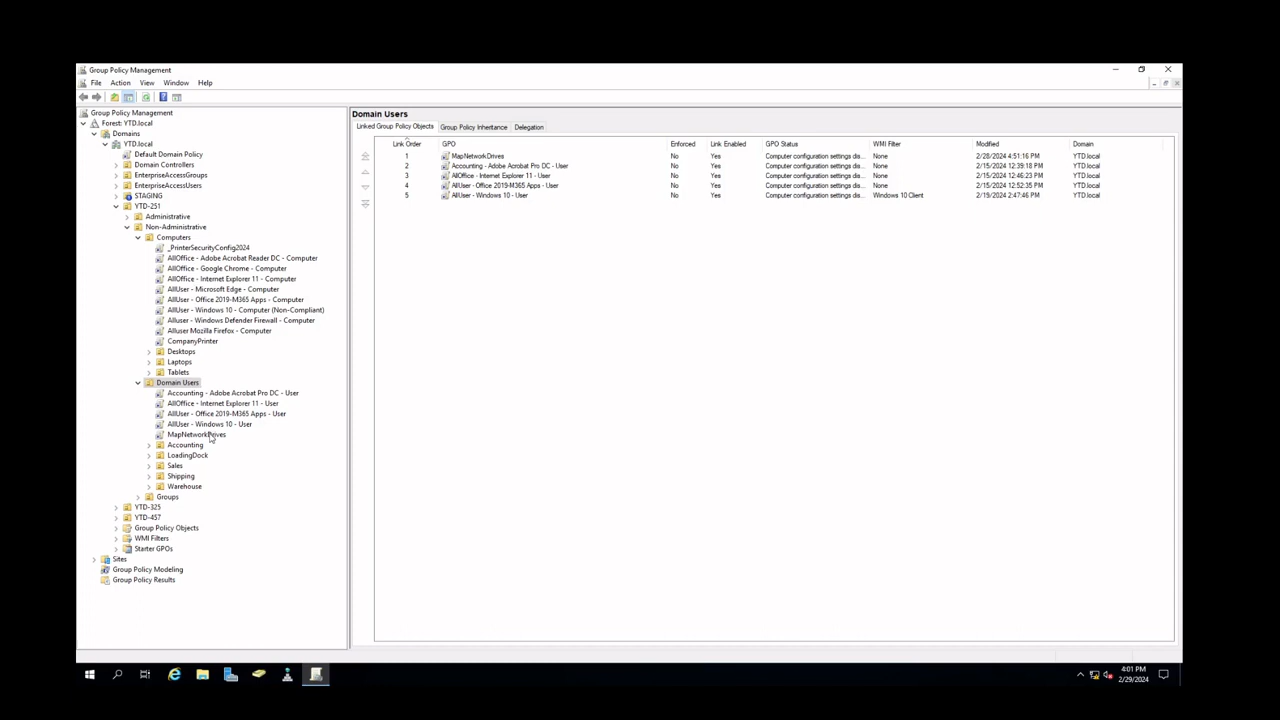 Group Policy Management
File Action View Window Help
Group Policy Management
Forest: YTD.local
Domains
YTD.local
Default Domain Policy
Domain Controllers
EnterpriseAccessGroups
EnterpriseAccessUsers
STAGING
YTD-251
Administrative
Non-Administrative
Computers
_PrinterSecurityConfig2024
AllOffice - Adobe Acrobat Reader DC - Computer
AllOffice - Google Chrome - Computer
AllOffice - Internet Explorer 11 - Computer
AllUser - Microsoft Edge - Computer
AllUser - Office 2019-M365 Apps - Computer
AllUser - Windows 10 - Computer (Non-Compliant)
Alluser - Windows Defender Firewall - Computer
Alluser Mozilla Firefox - Computer
CompanyPrinter
Desktops
Laptops
Tablets
Domain Users
Accounting - Adobe Acrobat Pro DC - User
AllOffice - Internet Explorer 11 - User
AllUser - Office 2019-M365 Apps - User
AllUser - Windows 10 - User
MapNetworkDrives
Accounting
LoadingDock
Sales
Shipping
Warehouse
Groups
YTD-325
YTD-457
Group Policy Objects
WMI Filters
Starter GPOs
Sites
Group Policy Modeling
Group Policy Results
Domain Users
Linked Group Policy Objects Group Policy Inheritance Delegation
Link Order GPO Enforced Link Enabled GPO Status WMI Filter Modified Domain
1 MapNetworkDrives No Yes Computer configuration settings dis... None 2/28/2024 4:51:16 PM YTD.local
2 Accounting - Adobe Acrobat Pro DC - User No Yes Computer configuration settings dis... None 2/15/2024 12:39:18 PM YTD.local
3 AllOffice - Internet Explorer 11 - User No Yes Computer configuration settings dis... None 2/15/2024 12:46:23 PM YTD.local
4 AllUser - Office 2019-M365 Apps - User No Yes Computer configuration settings dis... None 2/15/2024 12:52:35 PM YTD.local
5 AllUser - Windows 10 - User No Yes Computer configuration settings dis... Windows 10 Client 2/19/2024 2:47:46 PM YTD.local
4:01 PM
2/29/2024